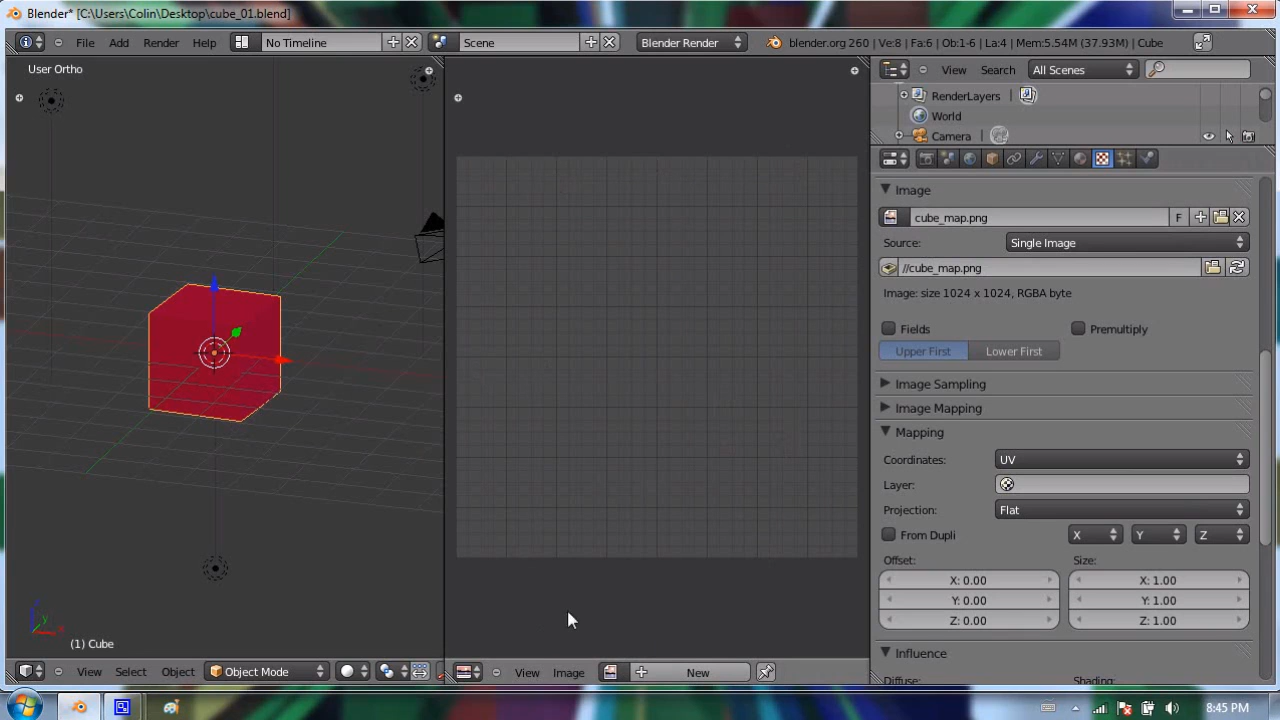 Blender* [C:\Users\Colin\Desktop\cube_01.blend]
File Add Render Help No Timeline Scene Blender Render blender.org 260 | Ve:8 | Fa:6 | Ob:1-6 | La:4 | Mem:5.54M (37.93M) | Cube
User Ortho
View Search All Scenes
RenderLayers |
World
Camera |
Image
cube_map.png F
Source: Single Image
//cube_map.png
Image: size 1024 x 1024, RGBA byte
Fields Premultiply
Upper First Lower First
Image Sampling
Image Mapping
Mapping
Coordinates: UV
Layer:
Projection: Flat
From Dupli X Y Z
Offset: Size:
X: 0.00 X: 1.00
Y: 0.00 Y: 1.00
Z: 0.00 Z: 1.00
Influence
Diffuse: Shading:
z y x
(1) Cube
View Select Object Object Mode
View Image New
8:45 PM